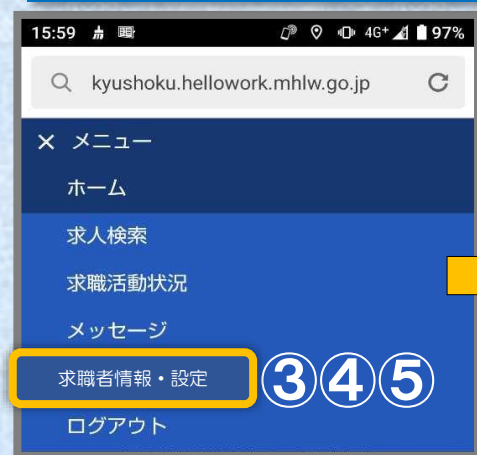 15:59 4G+ 97%
kyushoku.hellowork.mhlw.go.jp
× メニュー
ホーム
求人検索
求職活動状況
メッセージ
求職者情報・設定 ③④⑤
ログアウト